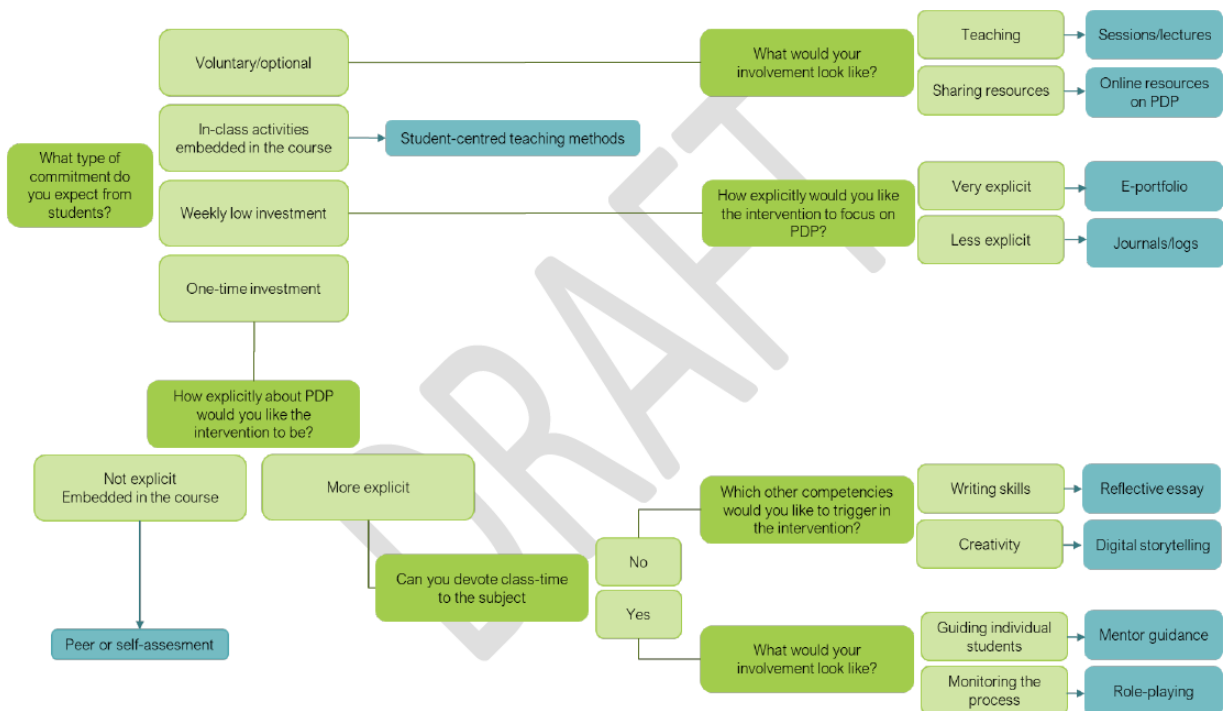 Voluntary/optional
What would your
involvement look like?
Teaching
Sessions/lectures
Sharing resources
Online resources
on PDP
What type of
commitment do
you expect from
students?
In-class activities
embedded in the course
Student-centred teaching methods
Weekly low investment
How explicitly would you like
the intervention to focus on
PDP?
Very explicit
E-portfolio
Less explicit
Journals/logs
One-time investment
How explicitly about PDP
would you like the
intervention to be?
Not explicit
Embedded in the course
More explicit
Peer or self-assesment
Can you devote class-time
to the subject
No
Yes
Which other competencies
would you like to trigger in
the intervention?
Writing skills
Reflective essay
Creativity
Digital storytelling
What would your
involvement look like?
Guiding individual
students
Mentor guidance
Monitoring the
process
Role-playing
DRAFT